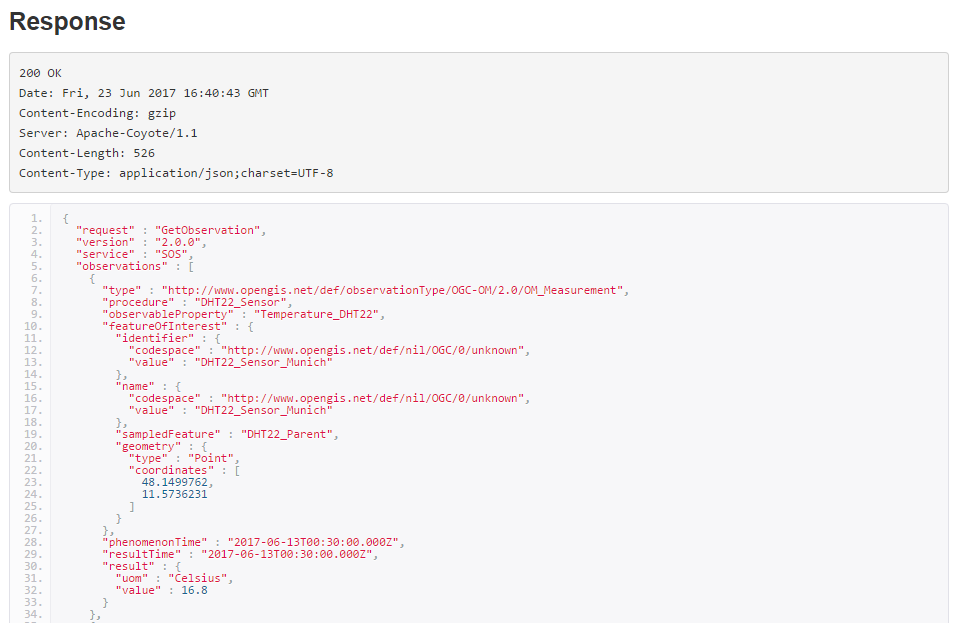 Response
200 OK
Date: Fri, 23 Jun 2017 16:40:43 GMT
Content-Encoding: gzip
Server: Apache-Coyote/1.1
Content-Length: 526
Content-Type: application/json;charset=UTF-8
1. {
2. "request" : "GetObservation",
3. "version" : "2.0.0",
4. "service" : "SOS",
5. "observations" : [
6. {
7. "type" : "http://www.opengis.net/def/observationType/OGC-OM/2.0/OM_Measurement",
8. "procedure" : "DHT22_Sensor",
9. "observableProperty" : "Temperature_DHT22",
10. "featureOfInterest" : {
11. "identifier" : {
12. "codespace" : "http://www.opengis.net/def/nil/OGC/0/unknown",
13. "value" : "DHT22_Sensor_Munich"
14. },
15. "name" : {
16. "codespace" : "http://www.opengis.net/def/nil/OGC/0/unknown",
17. "value" : "DHT22_Sensor_Munich"
18. },
19. "sampledFeature" : "DHT22_Parent",
20. "geometry" : {
21. "type" : "Point",
22. "coordinates" : [
23. 48.1499762,
24. 11.5736231
25. ]
26. }
27. },
28. "phenomenonTime" : "2017-06-13T00:30:00.000Z",
29. "resultTime" : "2017-06-13T00:30:00.000Z",
30. "result" : {
31. "uom" : "Celsius",
32. "value" : 16.8
33. }
34. },